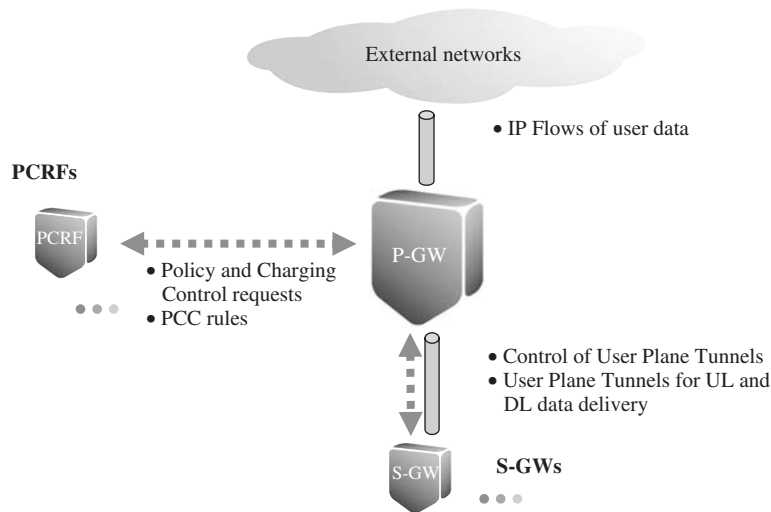 External networks
• IP Flows of user data
PCRFs
PCRF
P-GW
• Policy and Charging
Control requests
• PCC rules
• Control of User Plane Tunnels
• User Plane Tunnels for UL and
DL data delivery
S-GW
S-GWs